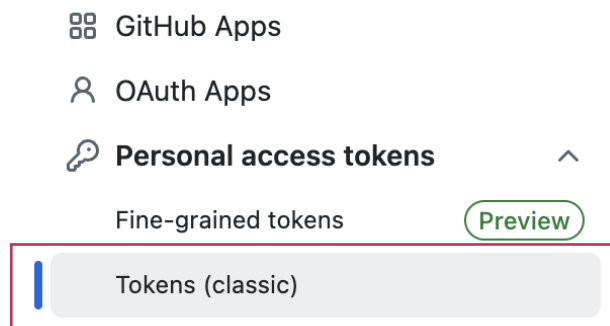 GitHub Apps
OAuth Apps
Personal access tokens
Fine-grained tokens Preview
Tokens (classic)